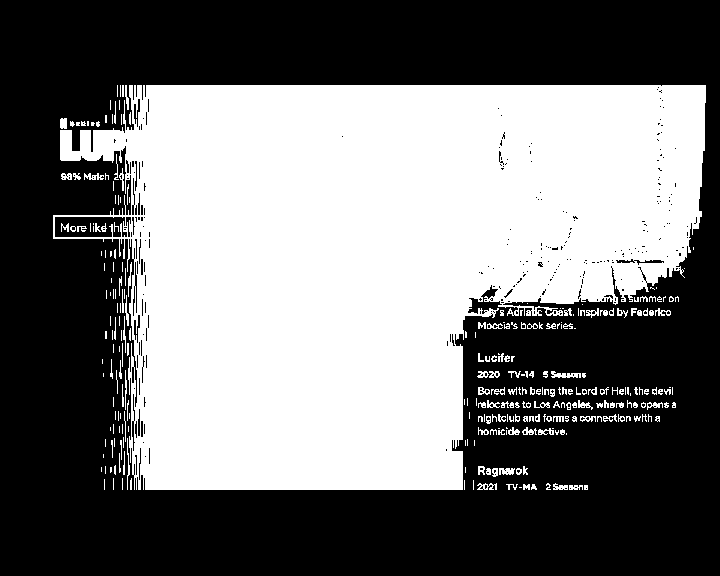 N SERIES
LUP
98% Match
More like this
a summer on
Italy's Adriatic Coast. Inspired by Federico
Moccia's book series.
Lucifer
2020 TV-14 5 Seasons
Bored with being the Lord of Hell, the devil
relocates to Los Angeles, where he opens a
nightclub and forms a connection with a
homicide detective.
Ragnarok
2021 TV-MA 2 Seasons